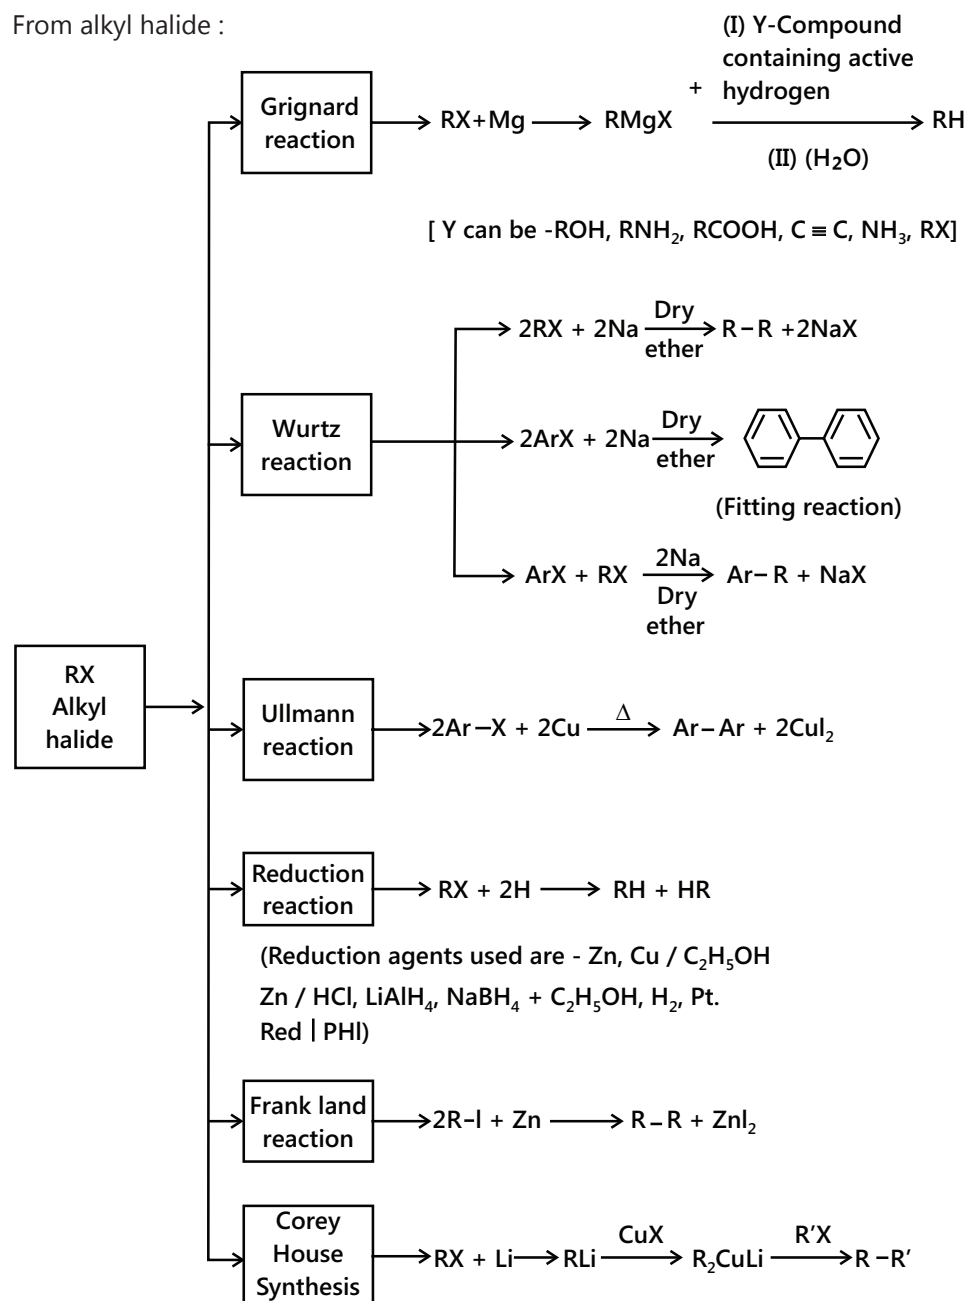 From alkyl halide :
(I) Y-Compound
containing active
hydrogen
Grignard
reaction
RX+Mg RMgX + RH
(II) (H₂O)
[ Y can be -ROH, RNH₂, RCOOH, C ≡ C, NH₃, RX]
Wurtz
reaction
2RX + 2Na Dry R – R +2NaX
ether
2ArX + 2Na Dry
ether
(Fitting reaction)
ArX + RX 2Na Ar – R + NaX
Dry
ether
RX
Alkyl
halide
Ullmann
reaction
2Ar – X + 2Cu Δ Ar – Ar + 2CuI₂
Reduction
reaction
RX + 2H RH + HR
(Reduction agents used are - Zn, Cu / C₂H₅OH
Zn / HCl, LiAlH₄, NaBH₄ + C₂H₅OH, H₂, Pt.
Red | PHI)
Frank land
reaction
2R-I + Zn R – R + ZnI₂
Corey
House
Synthesis
RX + Li RLi CuX R₂CuLi R'X R – R'